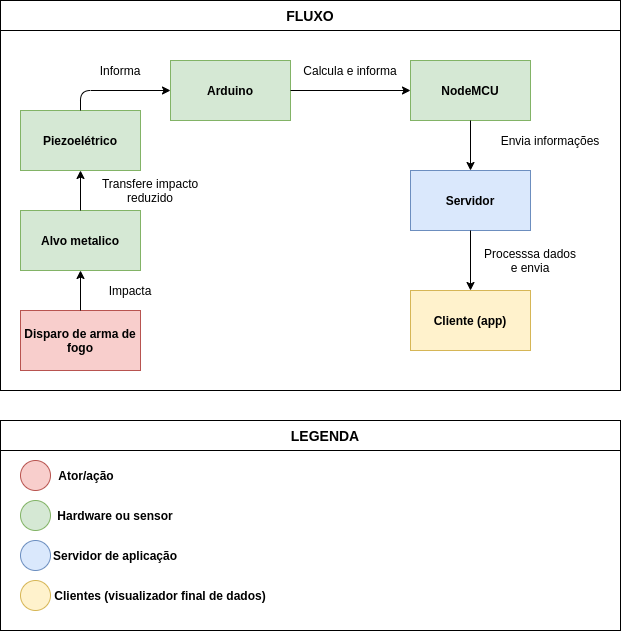 FLUXO
Informa
Arduino
Calcula e informa
NodeMCU
Piezoelétrico
Envia informações
Transfere impacto
reduzido
Servidor
Alvo metalico
Processsa dados
e envia
Impacta
Disparo de arma de
fogo
Cliente (app)
LEGENDA
Ator/ação
Hardware ou sensor
Servidor de aplicação
Clientes (visualizador final de dados)